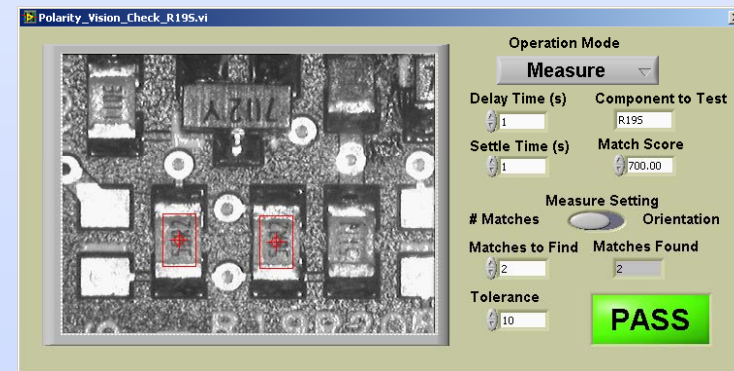 Polarity_Vision_Check_R195.vi
Operation Mode
Measure
Delay Time (s)
Component to Test
1
R195
Settle Time (s)
Match Score
1
700.00
Measure Setting
# Matches
Orientation
Matches to Find
Matches Found
2
2
Tolerance
10
PASS